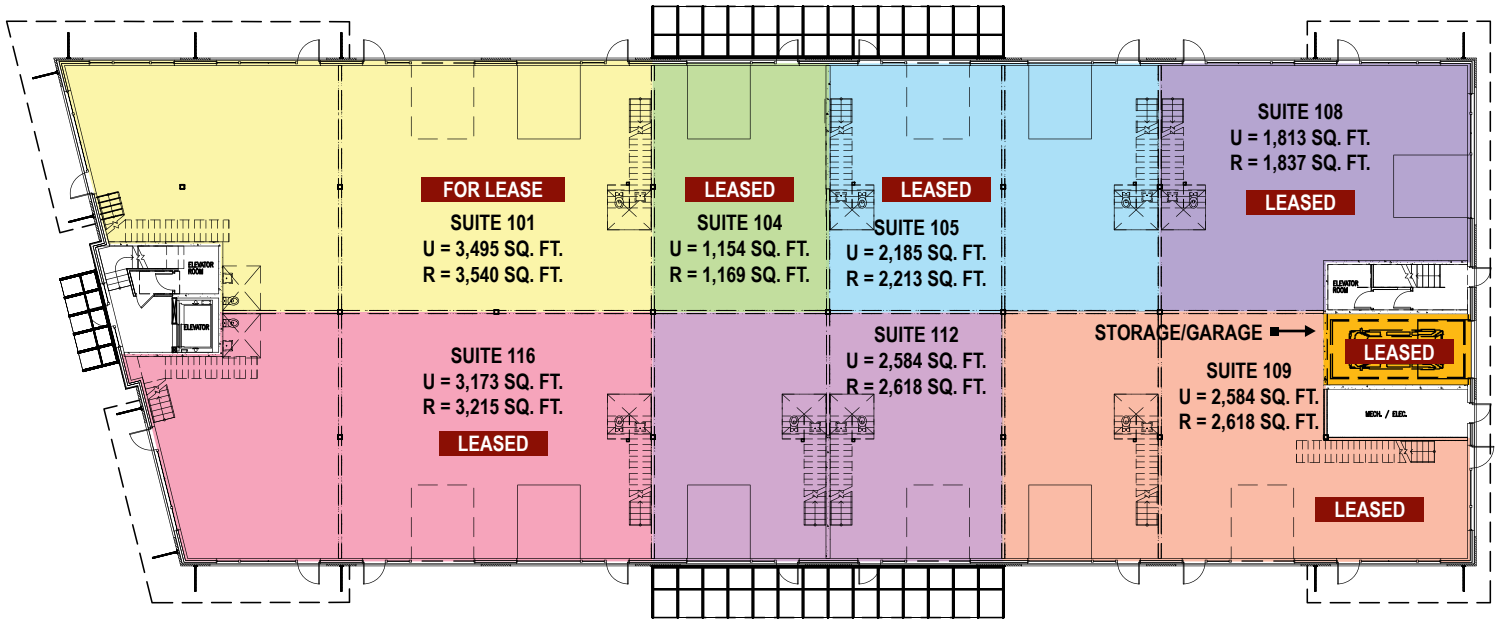 FOR LEASE
SUITE 101
U = 3,495 SQ. FT.
R = 3,540 SQ. FT.
LEASED
SUITE 104
U = 1,154 SQ. FT.
R = 1,169 SQ. FT.
LEASED
SUITE 105
U = 2,185 SQ. FT.
R = 2,213 SQ. FT.
SUITE 108
U = 1,813 SQ. FT.
R = 1,837 SQ. FT.
LEASED
ELEVATOR
ROOM
ELEVATOR
ELEVATOR
ROOM
SUITE 116
U = 3,173 SQ. FT.
R = 3,215 SQ. FT.
LEASED
SUITE 112
U = 2,584 SQ. FT.
R = 2,618 SQ. FT.
STORAGE/GARAGE
LEASED
SUITE 109
U = 2,584 SQ. FT.
R = 2,618 SQ. FT.
MECH. / ELEC.
LEASED